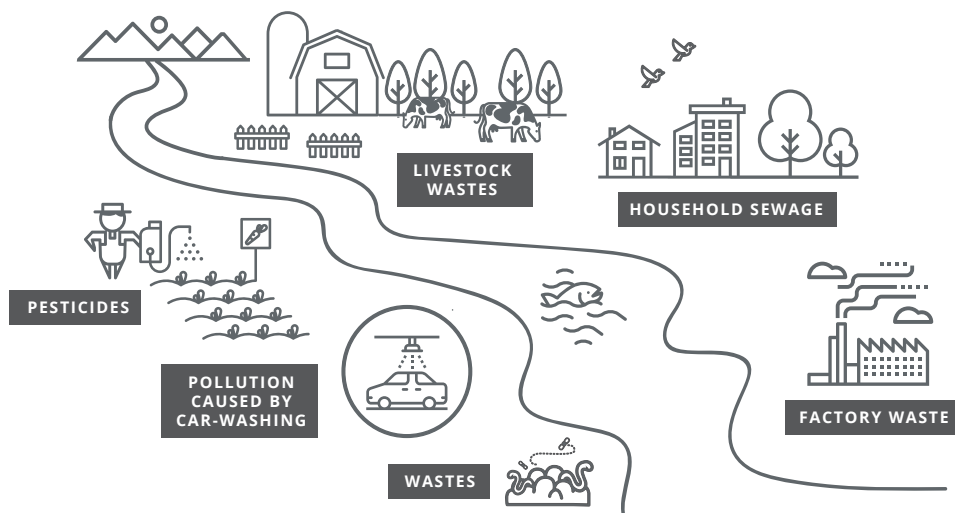 LIVESTOCK
WASTES
HOUSEHOLD SEWAGE
PESTICIDES
POLLUTION
CAUSED BY
CAR-WASHING
FACTORY WASTE
WASTES